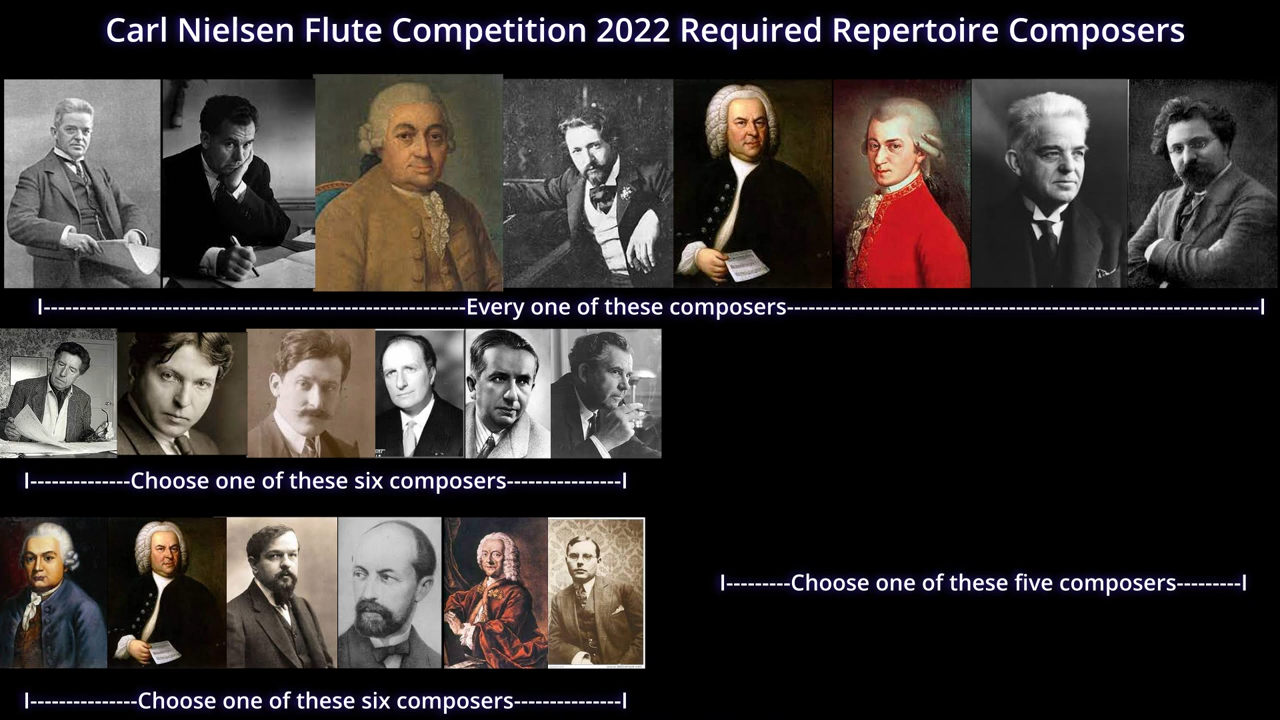 Carl Nielsen Flute Competition 2022 Required Repertoire Composers
I-----------------------------------------------------------Every one of these composers------------------------------------------------------------------I
I--------------Choose one of these six composers----------------I
I---------Choose one of these five composers---------I
I---------------Choose one of these six composers---------------I